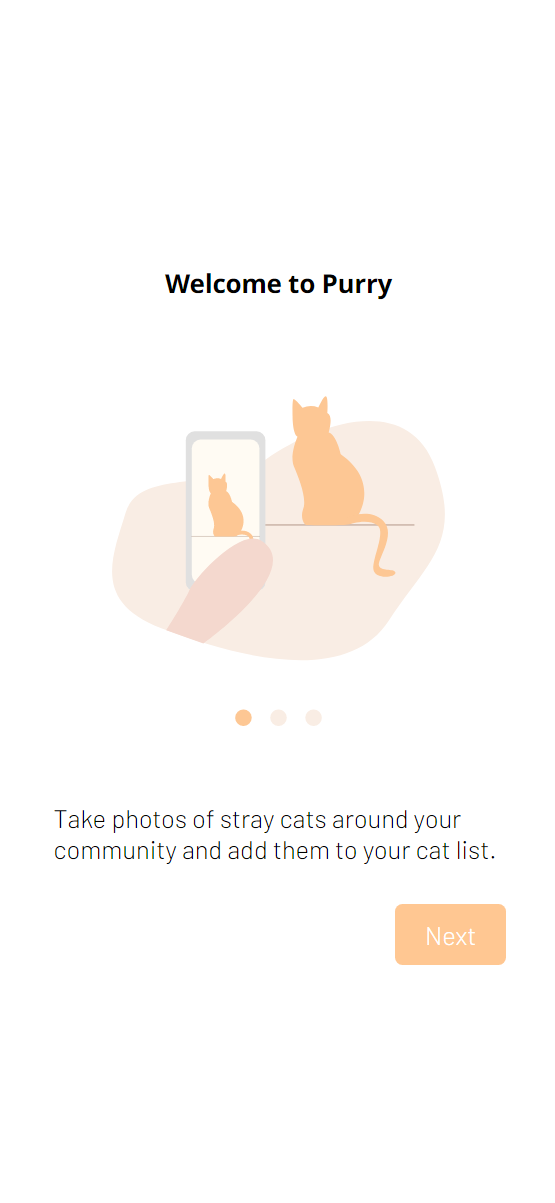 Welcome to Purry
Take photos of stray cats around your
community and add them to your cat list.
Next